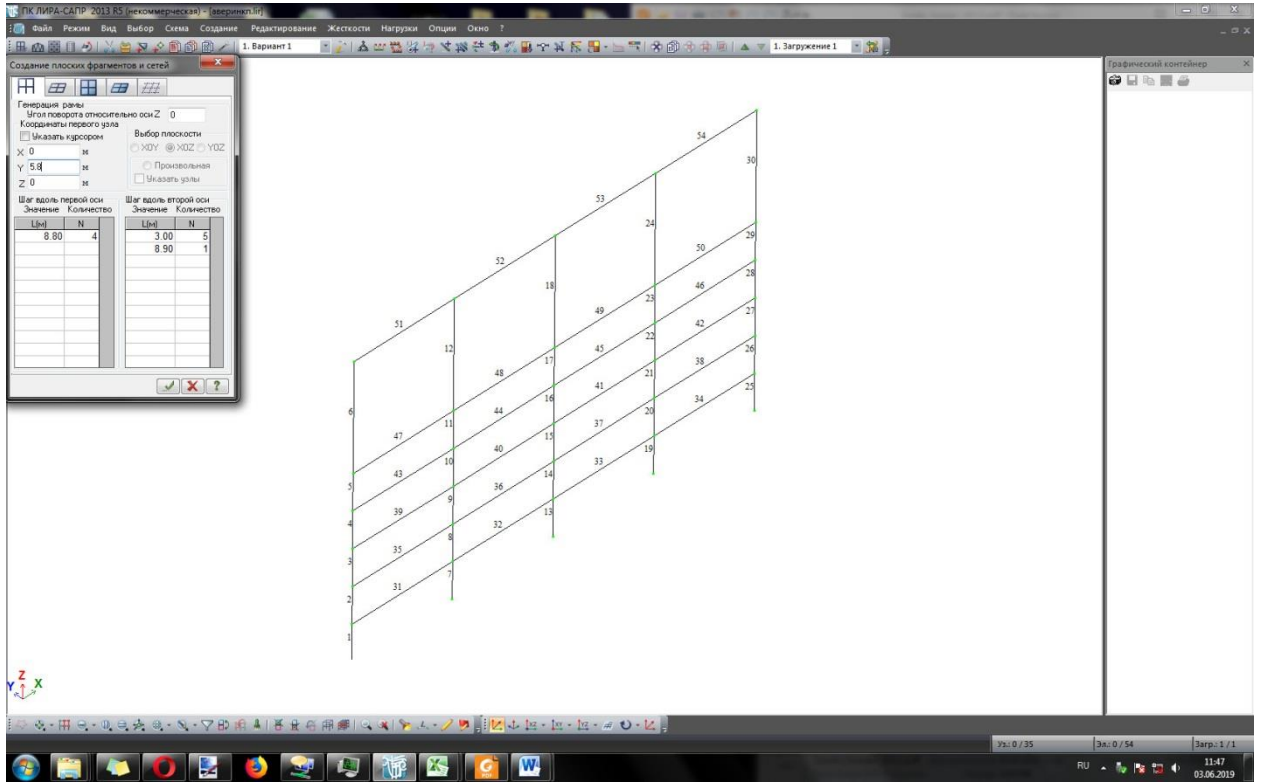 ПК ЛИРА-САПР 2013 R5 (некоммерческая) - [аверинкп.lir]
Файл Режим Вид Выбор Схема Создание Редактирование Жесткости Нагрузки Опции Окно ?
1. Вариант 1
1. Загружение 1
Создание плоских фрагментов и сетей
Генерация рамы
Угол поворота относительно оси Z 0
Координаты первого узла
Указать курсором
X 0 м
Y 5.8 м
Z 0 м
Выбор плоскости
XOY XOZ YOZ
Произвольная
Указать узлы
Шаг вдоль первой оси
Значение Количество
L(м) N
8.80 4
Шаг вдоль второй оси
Значение Количество
L(м) N
3.00 5
8.90 1
?
Графический контейнер
54
30
53
24
29
52
50
28
18
23
46
51
49
27
22
42
12
17
45
26
48
21
38
16
41
25
6
44
20
34
11
15
37
47
40
19
10
14
33
43
36
5
9
13
39
32
4
8
35
3
7
31
2
1
Z
Y X
Уз.: 0 / 35
Эл.: 0 / 54
Загр.: 1 / 1
RU
11:47
03.06.2019